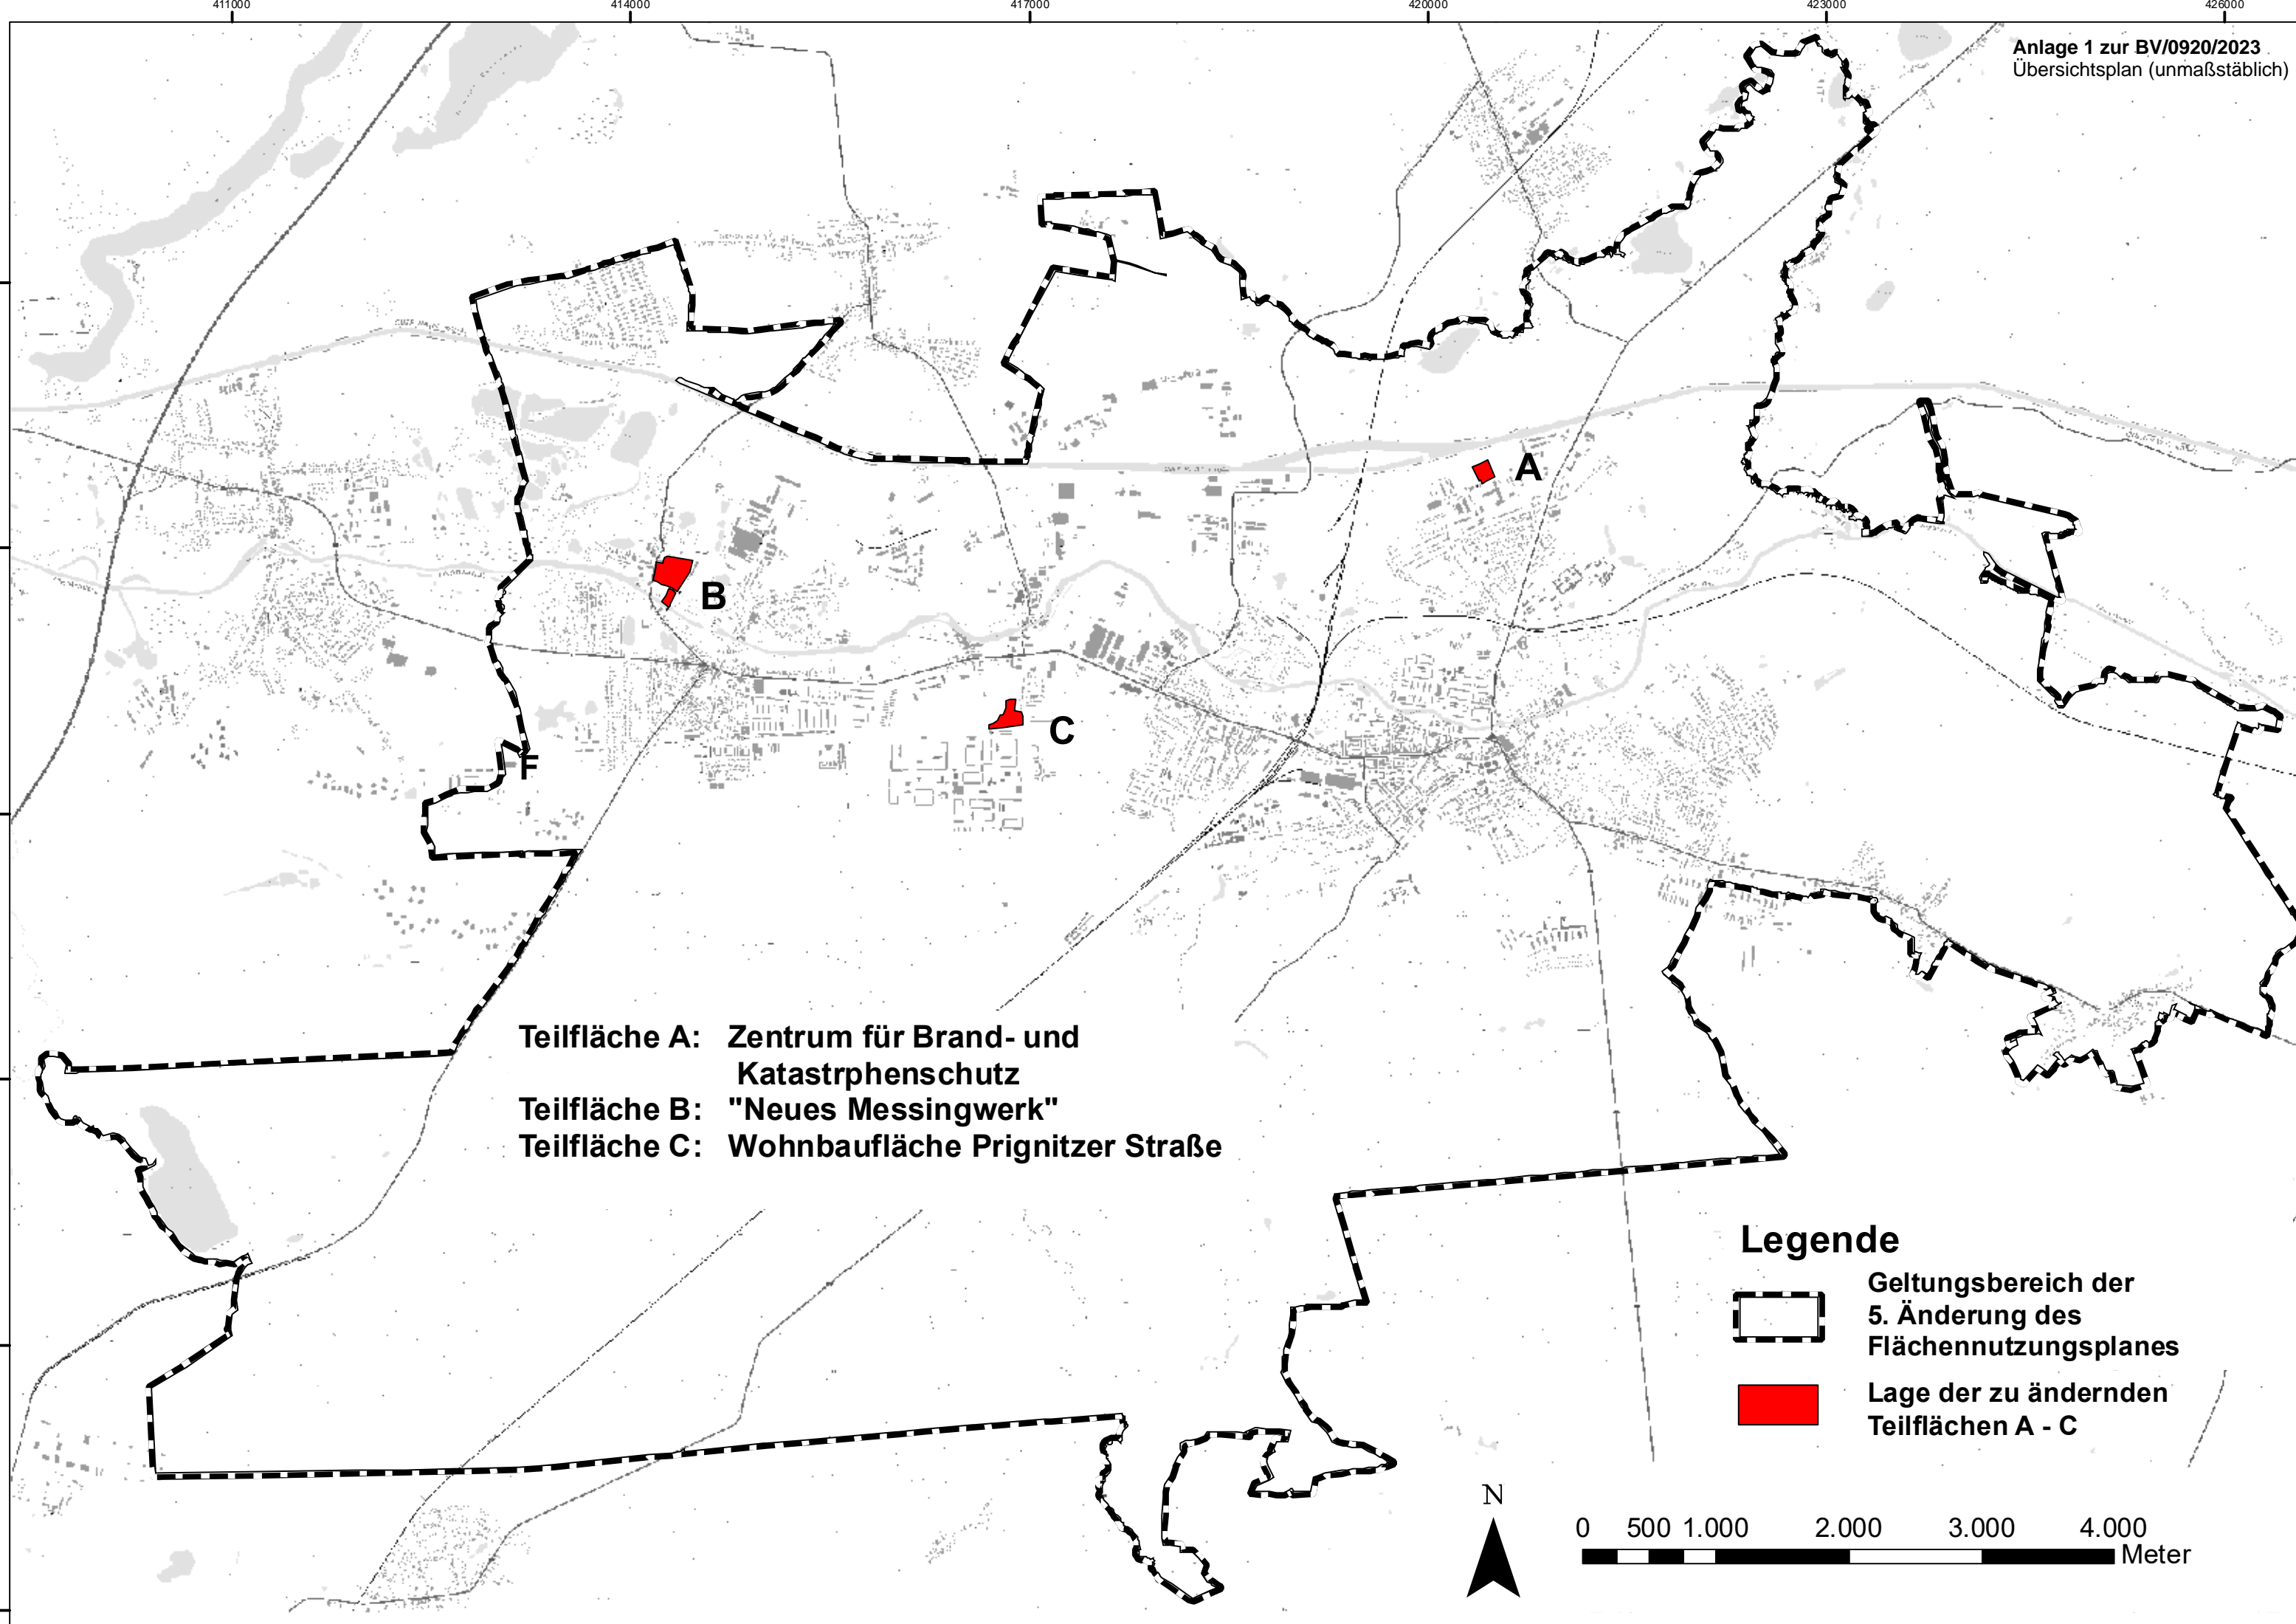 411000 414000 417000 420000 423000 426000
Anlage 1 zur BV/0920/2023
Übersichtsplan (unmaßstäblich)
A
B
C
F
Teilfläche A: Zentrum für Brand- und
Katastrphenschutz
Teilfläche B: "Neues Messingwerk"
Teilfläche C: Wohnbaufläche Prignitzer Straße
Legende
Geltungsbereich der
5. Änderung des
Flächennutzungsplanes
Lage der zu ändernden
Teilflächen A - C
N
0 500 1.000 2.000 3.000 4.000
Meter